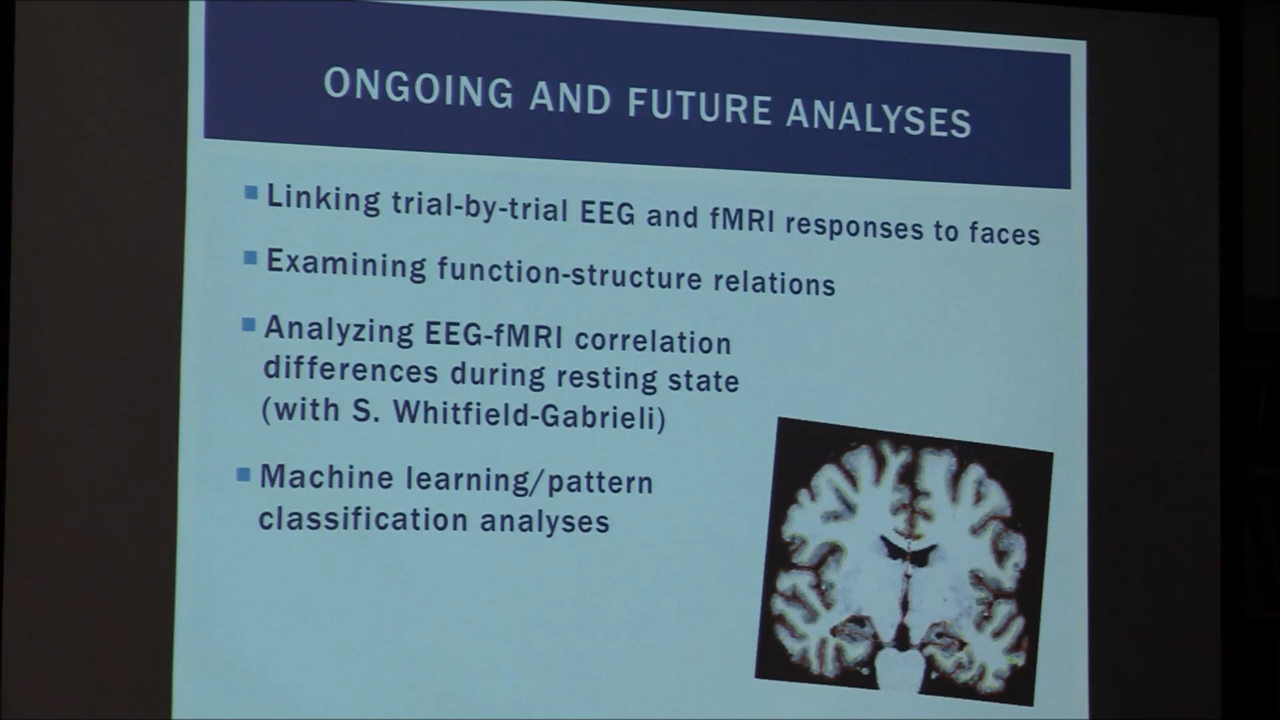 ONGOING AND FUTURE ANALYSES
Linking trial-by-trial EEG and fMRI responses to faces
Examining function-structure relations
Analyzing EEG-fMRI correlation
differences during resting state
(with S. Whitfield-Gabrieli)
Machine learning/pattern
classification analyses